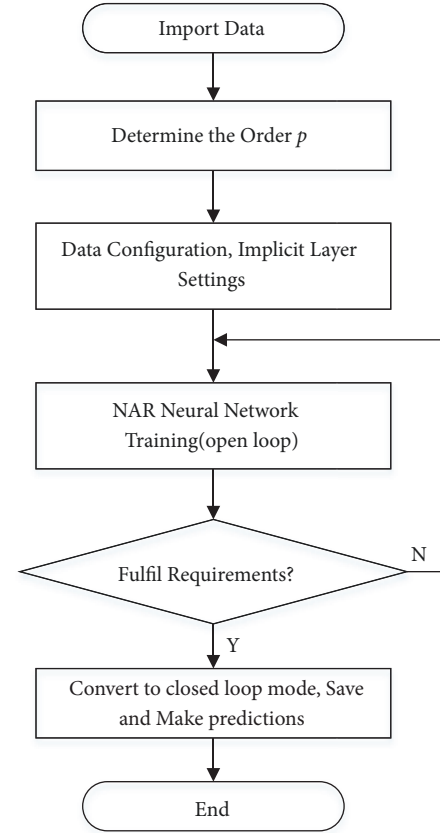 Import Data
Determine the Order p
Data Configuration, Implicit Layer
Settings
NAR Neural Network
Training(open loop)
Fulfil Requirements?
N
Y
Convert to closed loop mode, Save
and Make predictions
End